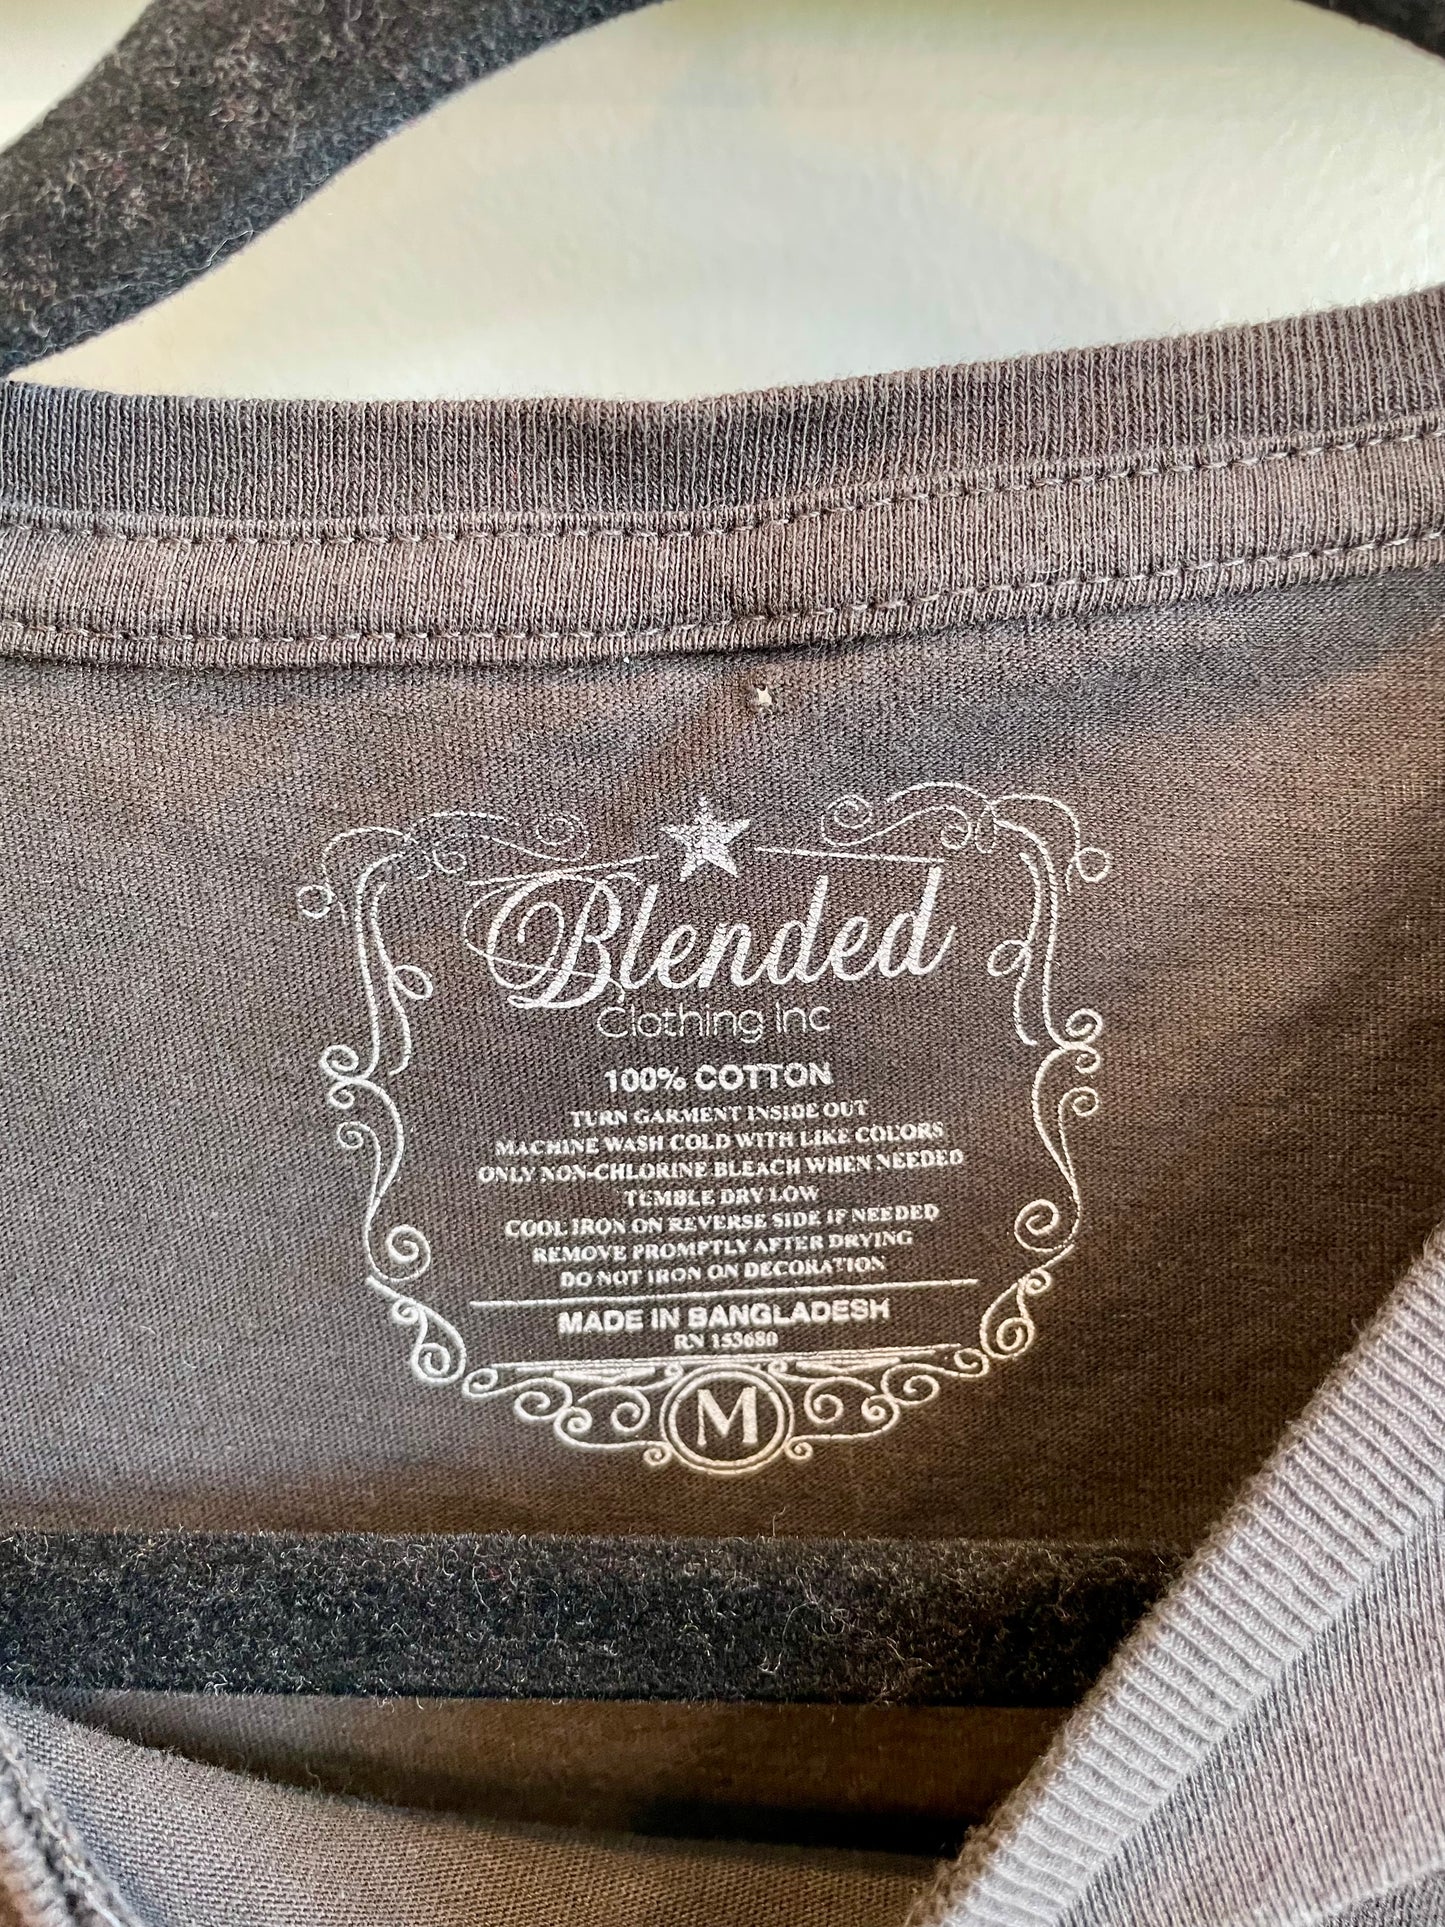 Blended
Clothing Inc
100% COTTON
TURN GARMENT INSIDE OUT
MACHINE WASH COLD WITH LIKE COLORS
ONLY NON-CHLORINE BLEACH WHEN NEEDED
TUMBLE DRY LOW
COOL IRON ON REVERSE SIDE IF NEEDED
REMOVE PROMPTLY AFTER DRYING
DO NOT IRON ON DECORATION
MADE IN BANGLADESH
RN 153680
M